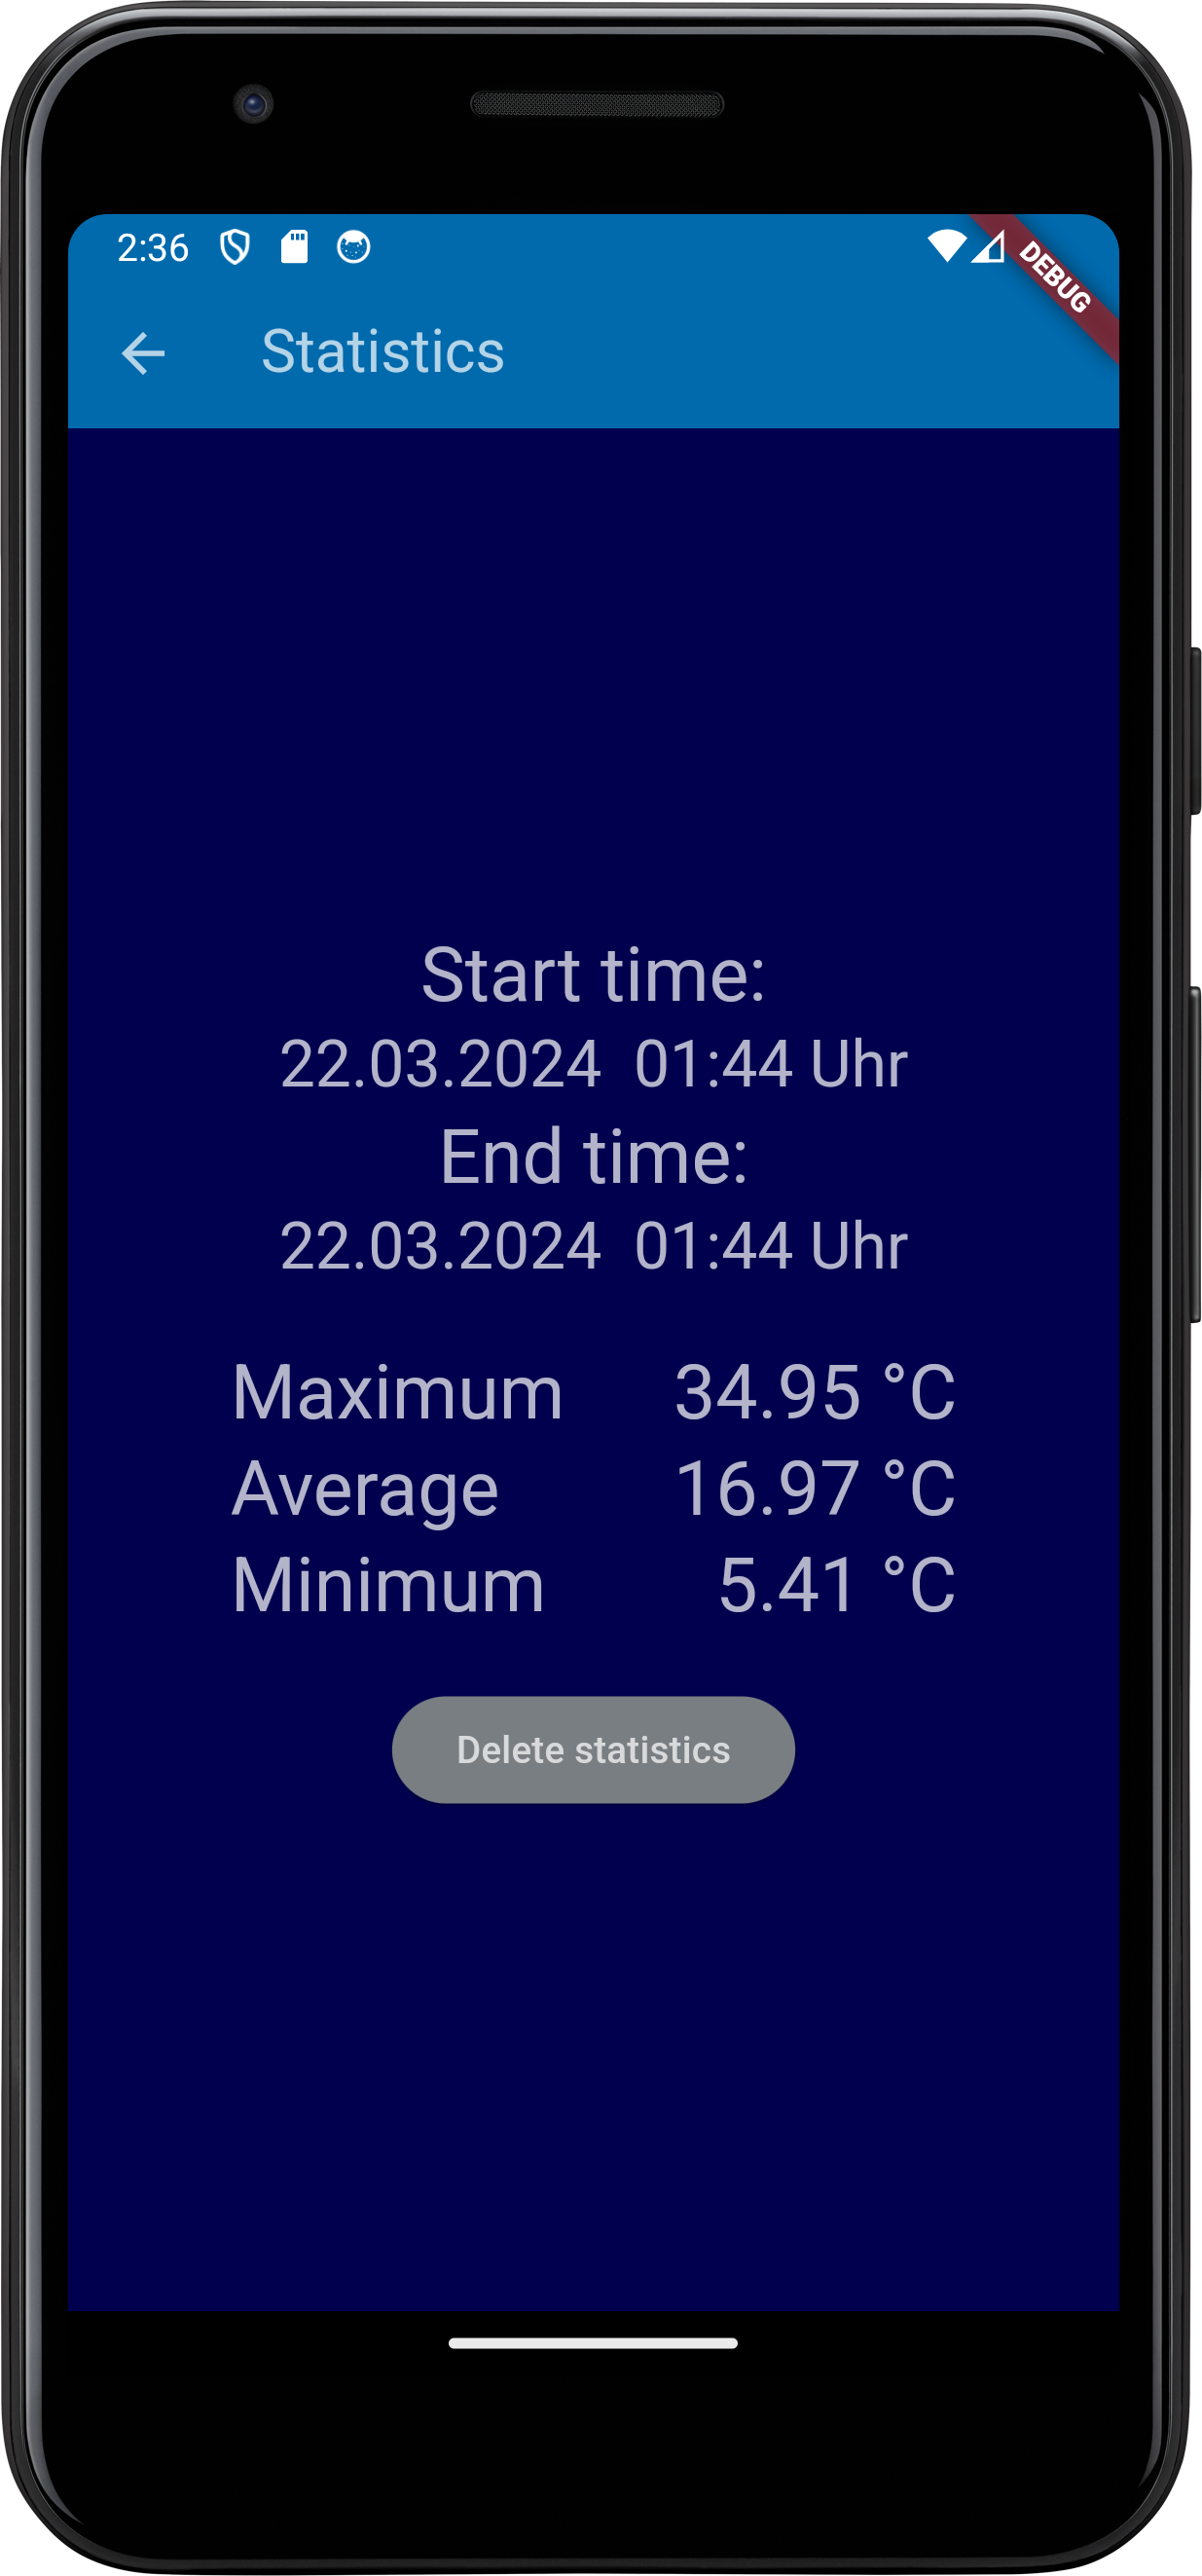 2:36
DEBUG
Statistics
Start time:
22.03.2024 01:44 Uhr
End time:
22.03.2024 01:44 Uhr
Maximum 34.95 °C
Average 16.97 °C
Minimum 5.41 °C
Delete statistics